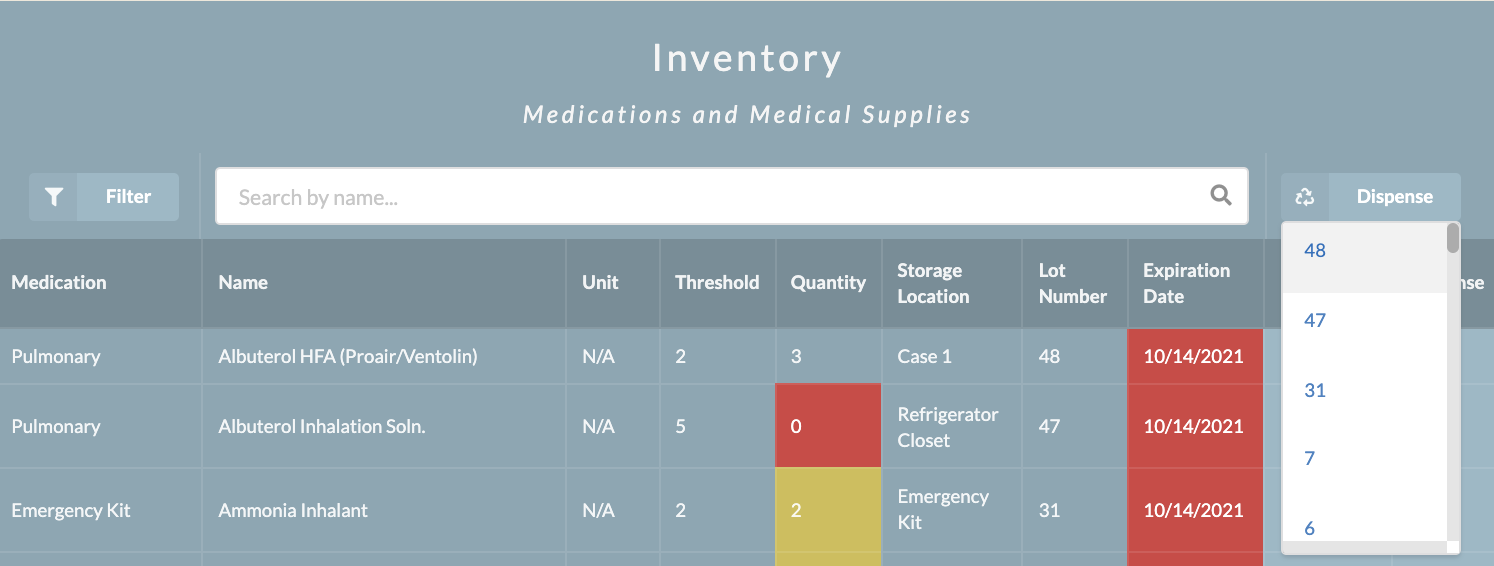 Inventory
Medications and Medical Supplies
Filter
Search by name...
Dispense
Medication Name Unit Threshold Quantity Storage Location Lot Number Expiration Date
Pulmonary Albuterol HFA (Proair/Ventolin) N/A 2 3 Case 1 48 10/14/2021
Pulmonary Albuterol Inhalation Soln. N/A 5 0 Refrigerator Closet 47 10/14/2021
Emergency Kit Ammonia Inhalant N/A 2 2 Emergency Kit 31 10/14/2021
48
47
31
7
6